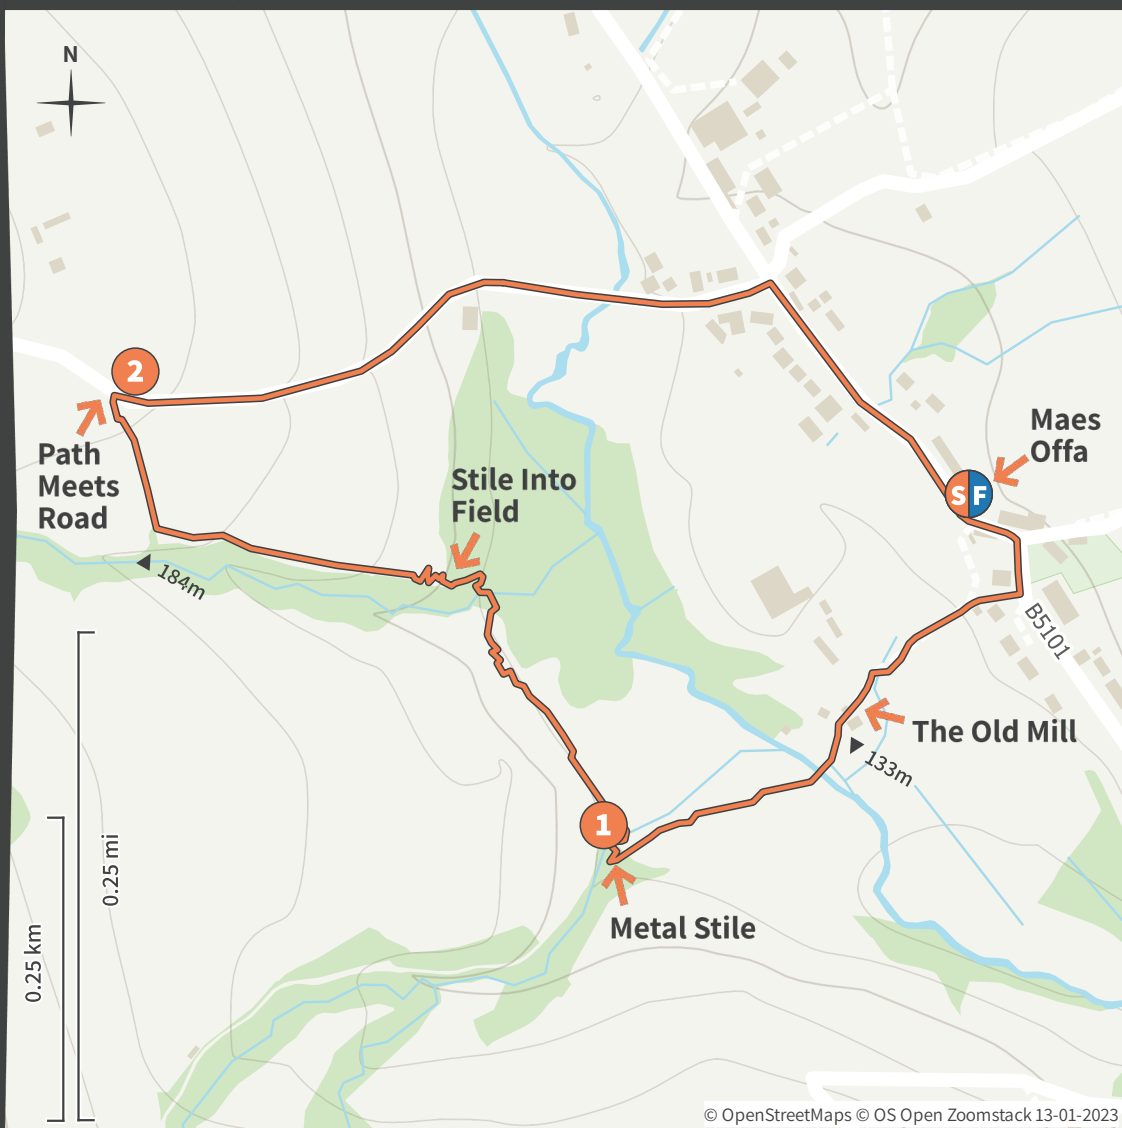 N
2
Path
Meets
Road
Stile Into
Field
Maes
Offa
S F
184m
B5101
The Old Mill
133m
1
Metal Stile
0.25 mi
0.25 km
© OpenStreetMaps © OS Open Zoomstack 13-01-2023